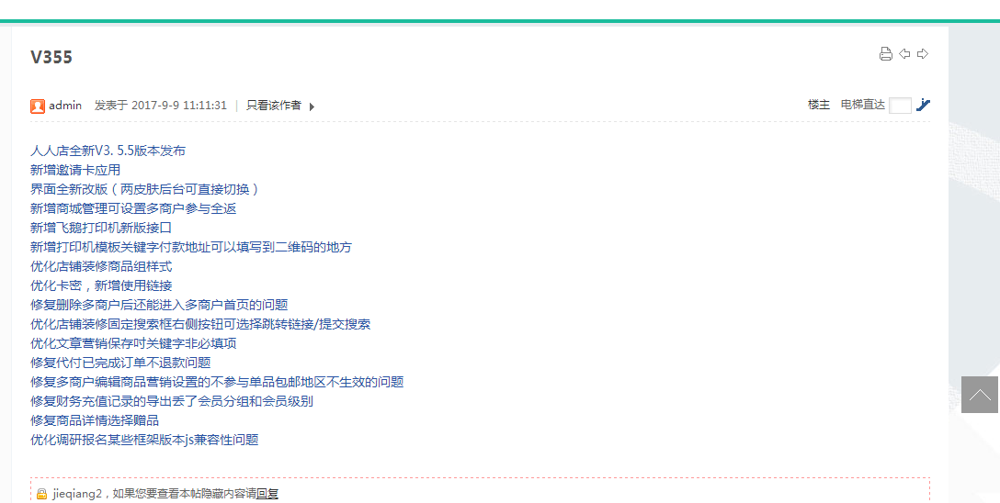 V355
admin 发表于 2017-9-9 11:11:31 | 只看该作者
楼主 电梯直达
人人店全新V3. 5.5版本发布
新增邀请卡应用
界面全新改版（两皮肤后台可直接切换）
新增商城管理可设置多商户参与全返
新增飞鹅打印机新版接口
新增打印机模板关键字付款地址可以填写到二维码的地方
优化店铺装修商品组样式
优化卡密，新增使用链接
修复删除多商户后还能进入多商户首页的问题
优化店铺装修固定搜索框右侧按钮可选择跳转链接/提交搜索
优化文章营销保存时关键字非必填项
修复代付已完成订单不退款问题
修复多商户编辑商品营销设置的不参与单品包邮地区不生效的问题
修复财务充值记录的导出丢了会员分组和会员级别
修复商品详情选择赠品
优化调研报名某些框架版本js兼容性问题
jieqiang2，如果您要查看本帖隐藏内容请回复